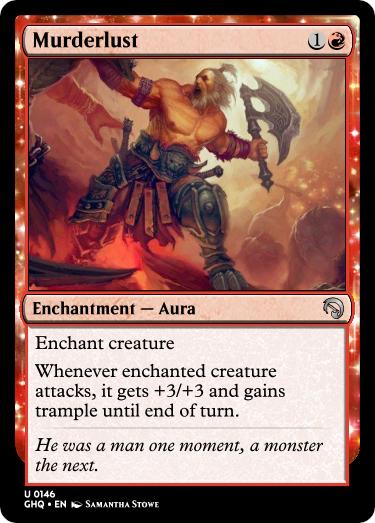 Murderlust 1
Enchantment — Aura
Enchant creature
Whenever enchanted creature
attacks, it gets +3/+3 and gains
trample until end of turn.
He was a man one moment, a monster
the next.
U 0146
GHQ • EN SAMANTHA STOWE